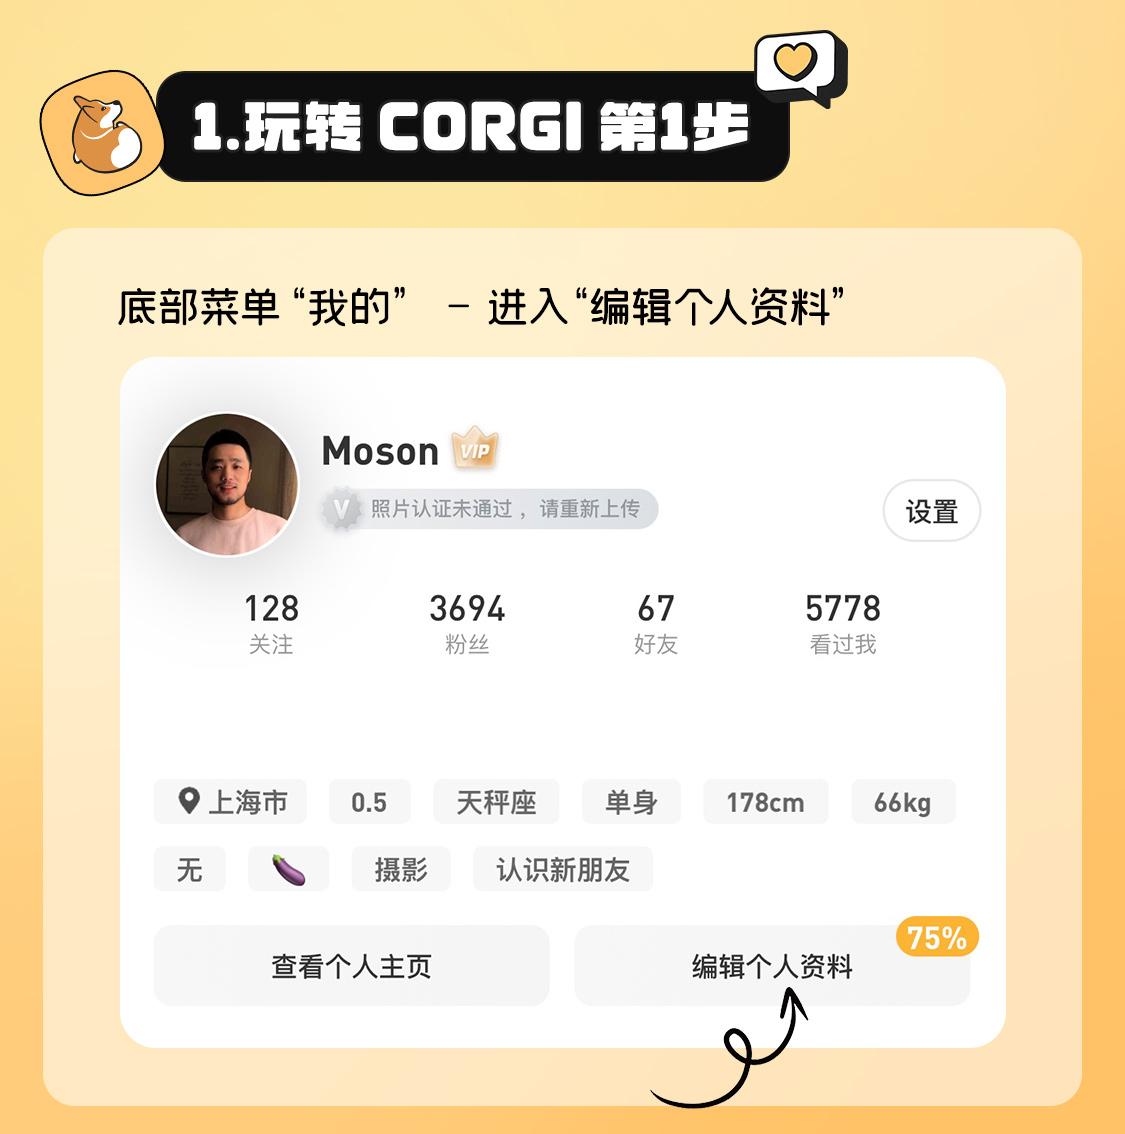 1.玩转 CORGI 第1步
底部菜单 “我的” – 进入“编辑个人资料”
Moson VIP
V 照片认证未通过，请重新上传
设置
128 3694 67 5778
关注 粉丝 好友 看过我
上海市 0.5 天秤座 单身 178cm 66kg
无 摄影 认识新朋友
75%
查看个人主页 编辑个人资料